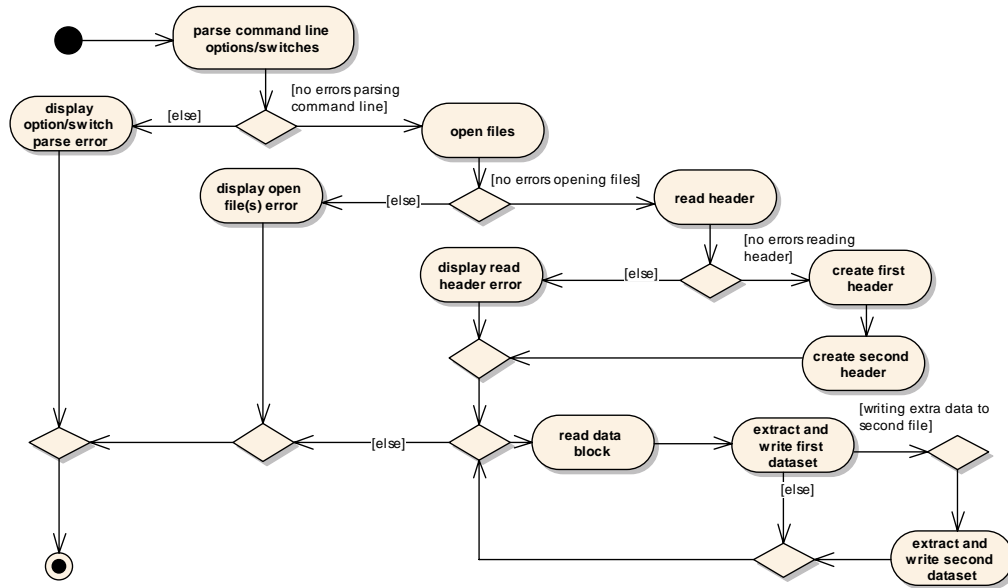 parse command line
options/switches
[no errors parsing
command line]
[else]
display
option/switch
parse error
open files
[no errors opening files]
[else]
display open
file(s) error
read header
[no errors reading
header]
[else]
display read
header error
create first
header
create second
header
[writing extra data to
second file]
[else]
read data
block
extract and
write first
dataset
[else]
extract and
write second
dataset